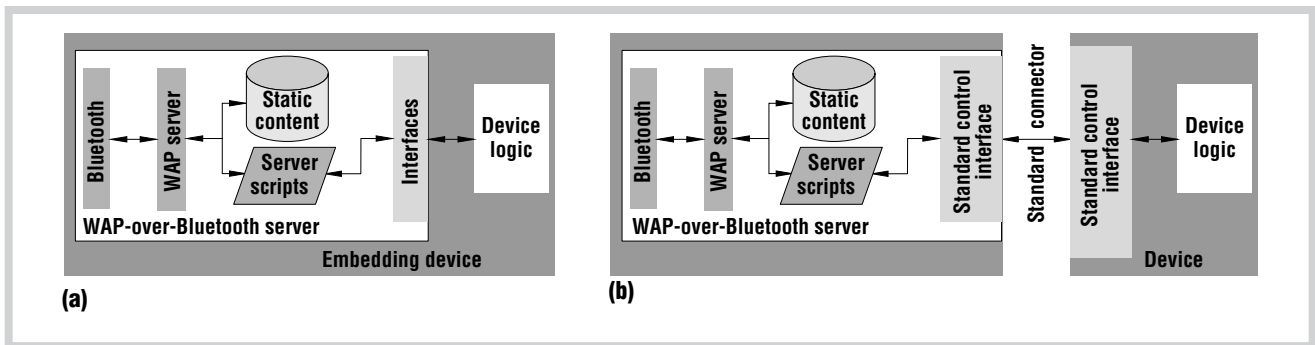 Bluetooth
WAP server
Static
content
Server
scripts
Interfaces
Device
logic
WAP-over-Bluetooth server
Embedding device
(a)
Bluetooth
WAP server
Static
content
Server
scripts
Standard control
interface
Standard connector
Standard control
interface
Device
logic
WAP-over-Bluetooth server
Device
(b)